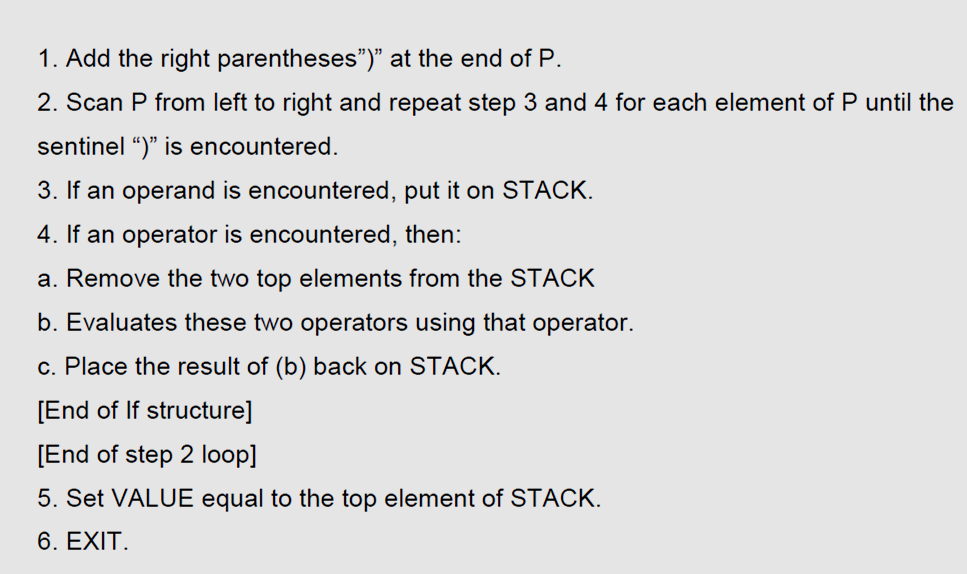 1. Add the right parentheses”)” at the end of P.
2. Scan P from left to right and repeat step 3 and 4 for each element of P until the
sentinel “)” is encountered.
3. If an operand is encountered, put it on STACK.
4. If an operator is encountered, then:
a. Remove the two top elements from the STACK
b. Evaluates these two operators using that operator.
c. Place the result of (b) back on STACK.
[End of If structure]
[End of step 2 loop]
5. Set VALUE equal to the top element of STACK.
6. EXIT.